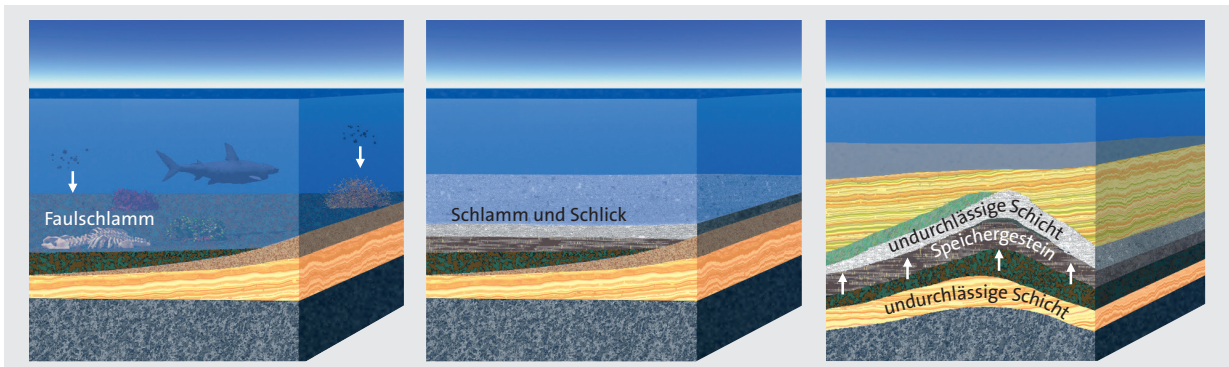 Faulschlamm
Schlamm und Schlick
undurchlässige Schicht
Speichergestein
undurchlässige Schicht